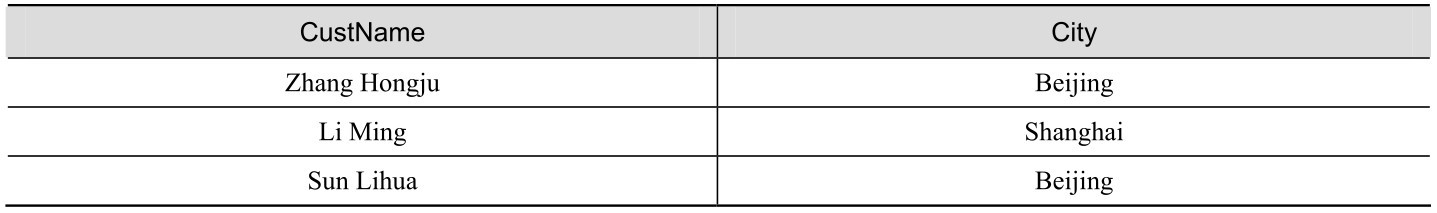 CustName City
Zhang Hongju Beijing
Li Ming Shanghai
Sun Lihua Beijing